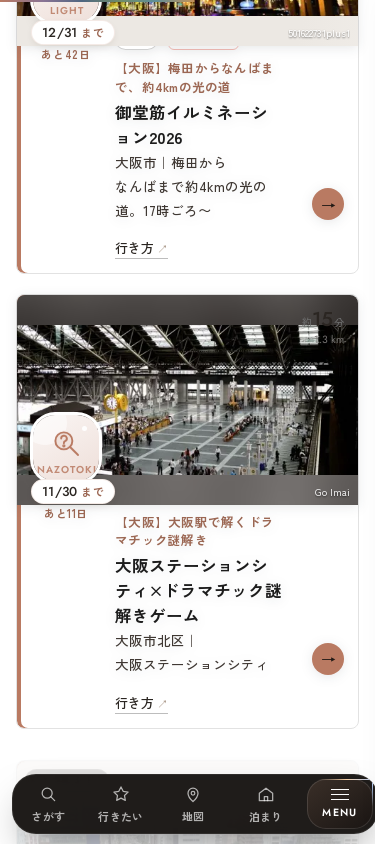 LIGHT
12/31 まで
あと42日
【大阪】梅田からなんばま
で、約4kmの光の道
御堂筋イルミネーシ
ョン2026
大阪市｜梅田から
なんばまで約4kmの光の
道。17時ごろ〜
→
行き方 ↗
約15分
NAZOTOKI
11/30 まで
Go Imai
あと11日
【大阪】大阪駅で解くドラ
マチック謎解き
大阪ステーションシ
ティ×ドラマチック謎
解きゲーム
大阪市北区｜
大阪ステーションシティ
→
行き方 ↗
さがす
行きたい
地図
泊まり
MENU